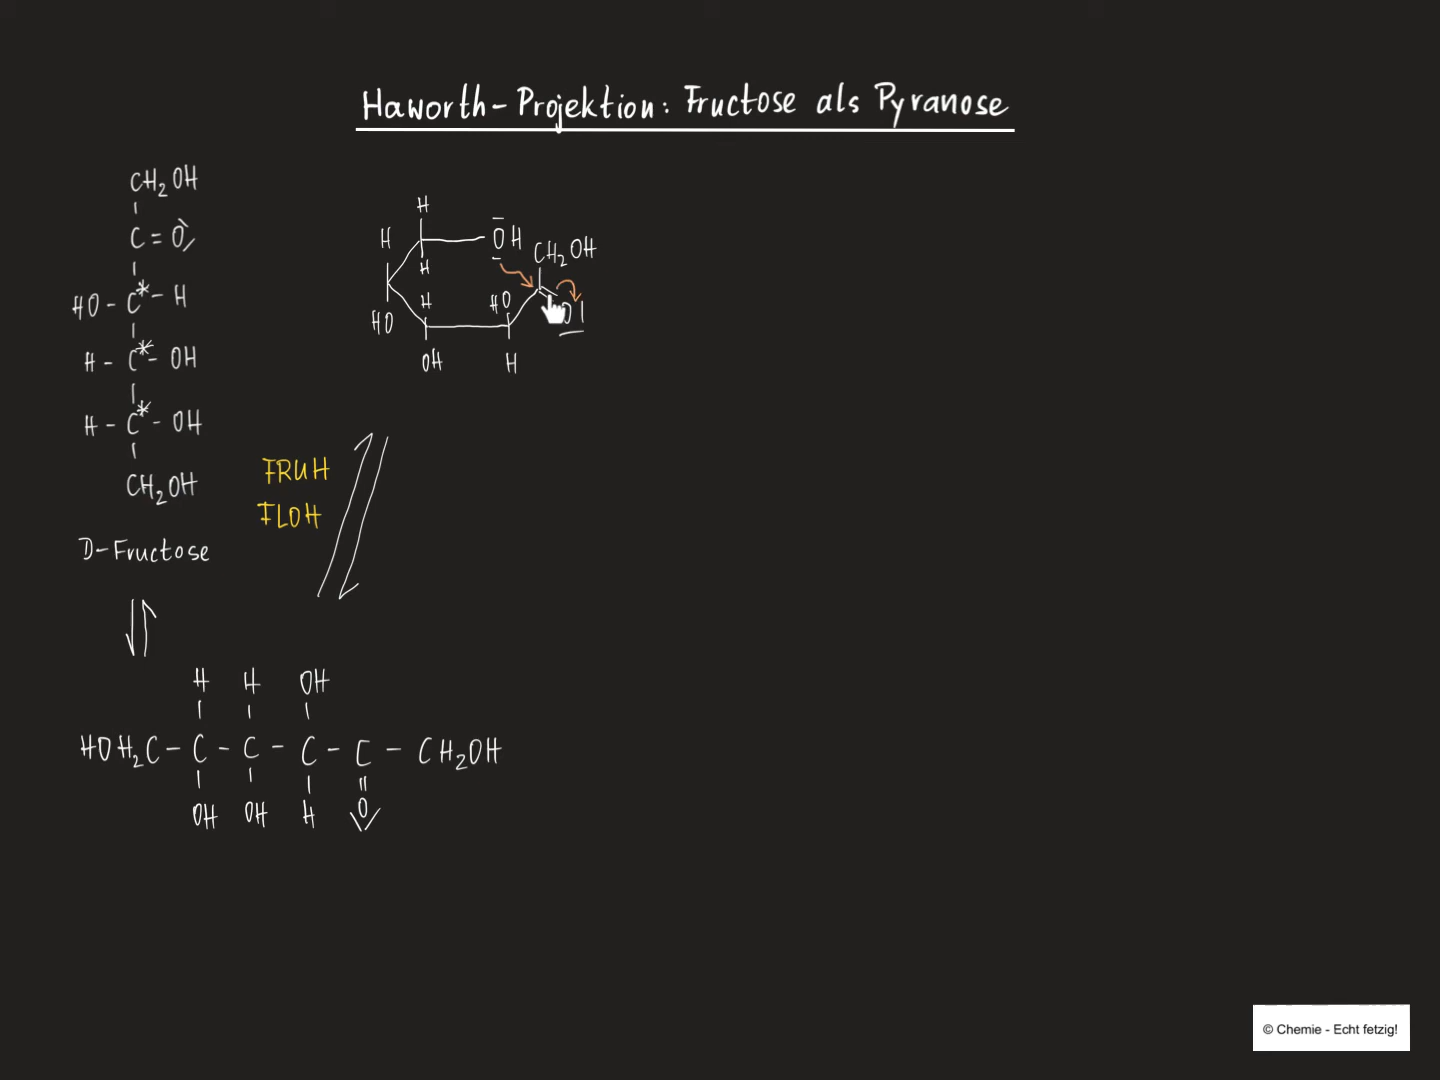 Haworth-Projektion: Fructose als Pyranose
CH2OH
C=O
HO-C*-H
H-C*-OH
H-C*-OH
CH2OH
D-Fructose
H
H OH CH2OH
H
H HO
HO OI
OH H
FRUH
FLOH
H H OH
HOH2C-C-C-C-C-CH2OH
OH OH H O
© Chemie - Echt fetzig!